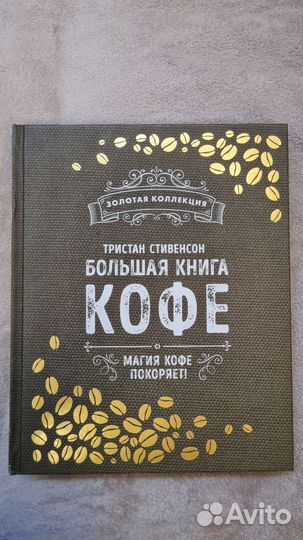 ЗОЛОТАЯ КОЛЛЕКЦИЯ
ТРИСТАН СТИВЕНСОН
БОЛЬШАЯ КНИГА
КОФЕ
МАГИЯ КОФЕ
ПОКОРЯЕТ!
Avito